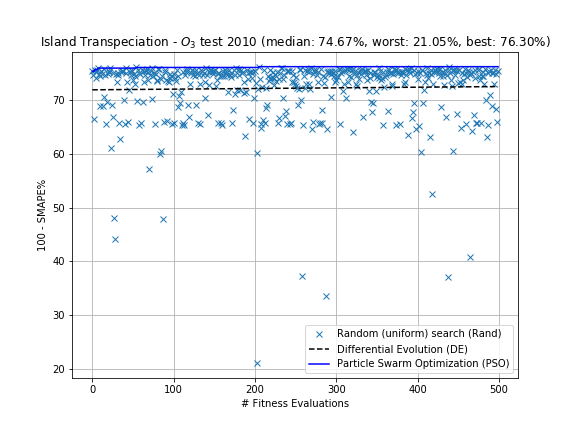 Island Transpeciation - O₃ test 2010 (median: 74.67%, worst: 21.05%, best: 76.30%)
70
60
50
40
30
20
100 - SMAPE%
Random (uniform) search (Rand)
Differential Evolution (DE)
Particle Swarm Optimization (PSO)
0 100 200 300 400 500
# Fitness Evaluations